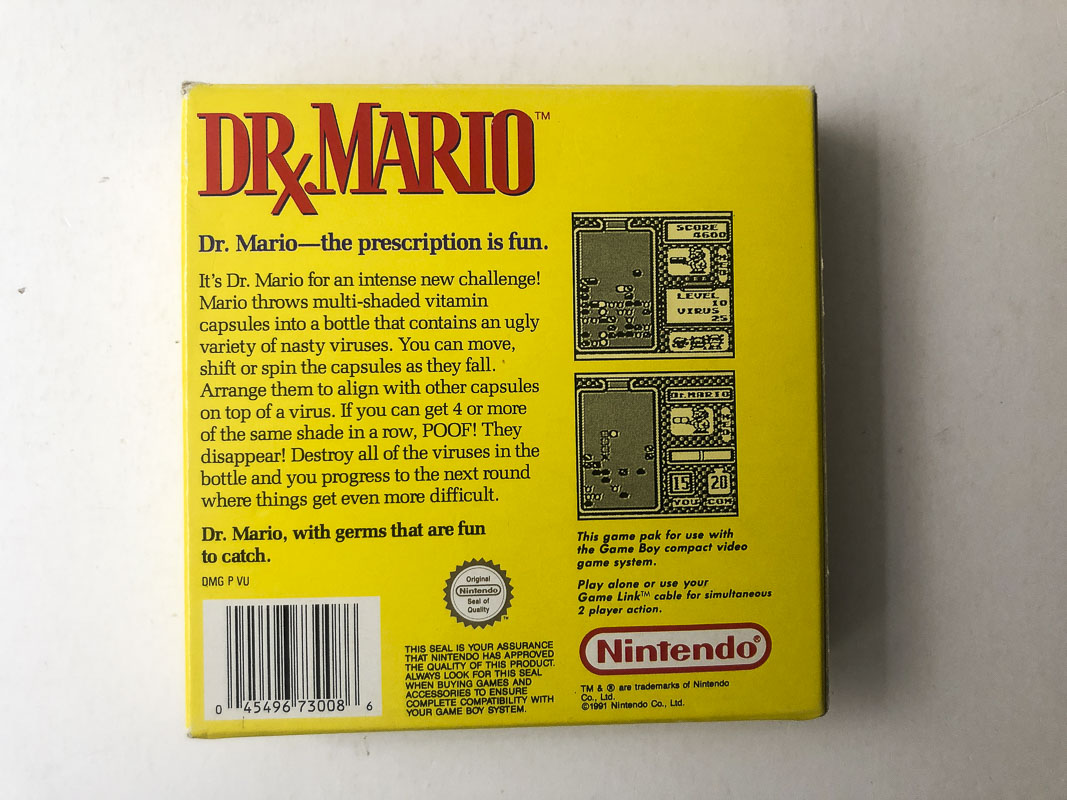 DRx.MARIO™
Dr. Mario—the prescription is fun.
It's Dr. Mario for an intense new challenge!
Mario throws multi-shaded vitamin
capsules into a bottle that contains an ugly
variety of nasty viruses. You can move,
shift or spin the capsules as they fall.
Arrange them to align with other capsules
on top of a virus. If you can get 4 or more
of the same shade in a row, POOF! They
disappear! Destroy all of the viruses in the
bottle and you progress to the next round
where things get even more difficult.
Dr. Mario, with germs that are fun
to catch.
DMG P VU
0 45496 73008 6
Original
Nintendo
Seal of
Quality
TM
THIS SEAL IS YOUR ASSURANCE
THAT NINTENDO HAS APPROVED
THE QUALITY OF THIS PRODUCT.
ALWAYS LOOK FOR THIS SEAL
WHEN BUYING GAMES AND
ACCESSORIES TO ENSURE
COMPLETE COMPATIBILITY WITH
YOUR GAME BOY SYSTEM.
SCORE
4600
LEVEL
10
VIRUS
25
Dr. MARIO
15 20
YOU COM
This game pak for use with
the Game Boy compact video
game system.
Play alone or use your
Game Link™ cable for simultaneous
2 player action.
Nintendo®
TM & ® are trademarks of Nintendo
Co., Ltd.
©1991 Nintendo Co., Ltd.